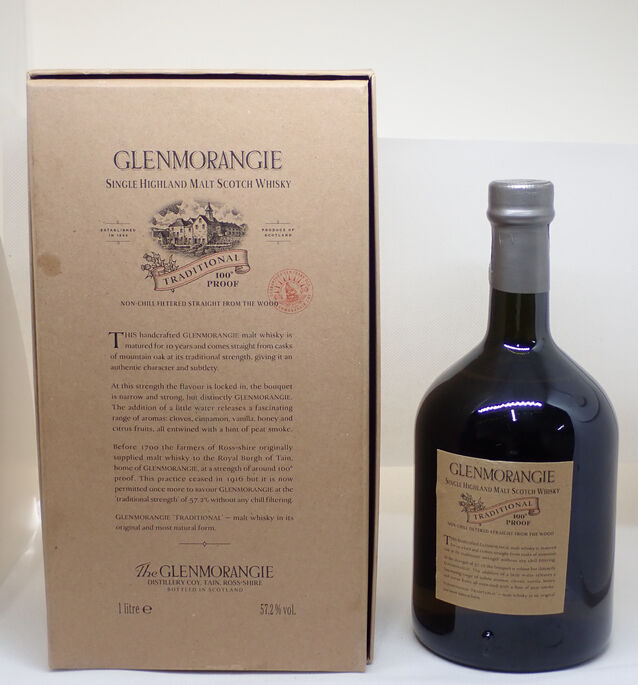 GLENMORANGIE
SINGLE HIGHLAND MALT SCOTCH WHISKY
ESTABLISHED
IN 1843
PRODUCE OF
SCOTLAND
TRADITIONAL
100°
PROOF
NON-CHILL FILTERED STRAIGHT FROM THE WOOD
THIS handcrafted GLENMORANGIE malt whisky is
matured for 10 years and comes straight from casks
of mountain oak at its traditional strength, giving it an
authentic character and subtlety.
At this strength the flavour is locked in, the bouquet
is narrow and strong, but distinctly GLENMORANGIE.
The addition of a little water releases a fascinating
range of aromas: cloves, cinnamon, vanilla, honey and
citrus fruits, all entwined with a hint of peat smoke.
Before 1700 the farmers of Ross-shire originally
supplied malt whisky to the Royal Burgh of Tain,
home of GLENMORANGIE, at a strength of around 100°
proof. This practice ceased in 1916 but it is now
permitted once more to savour GLENMORANGIE at the
'traditional strength' of 57.2% without any chill filtering.
GLENMORANGIE 'TRADITIONAL' – malt whisky in its
original and most natural form.
The GLENMORANGIE
DISTILLERY COY, TAIN, ROSS-SHIRE
BOTTLED IN SCOTLAND
1 litre ℮
57.2% vol.
GLENMORANGIE
SINGLE HIGHLAND MALT SCOTCH WHISKY
TRADITIONAL
100°
PROOF
NON-CHILL FILTERED STRAIGHT FROM THE WOOD